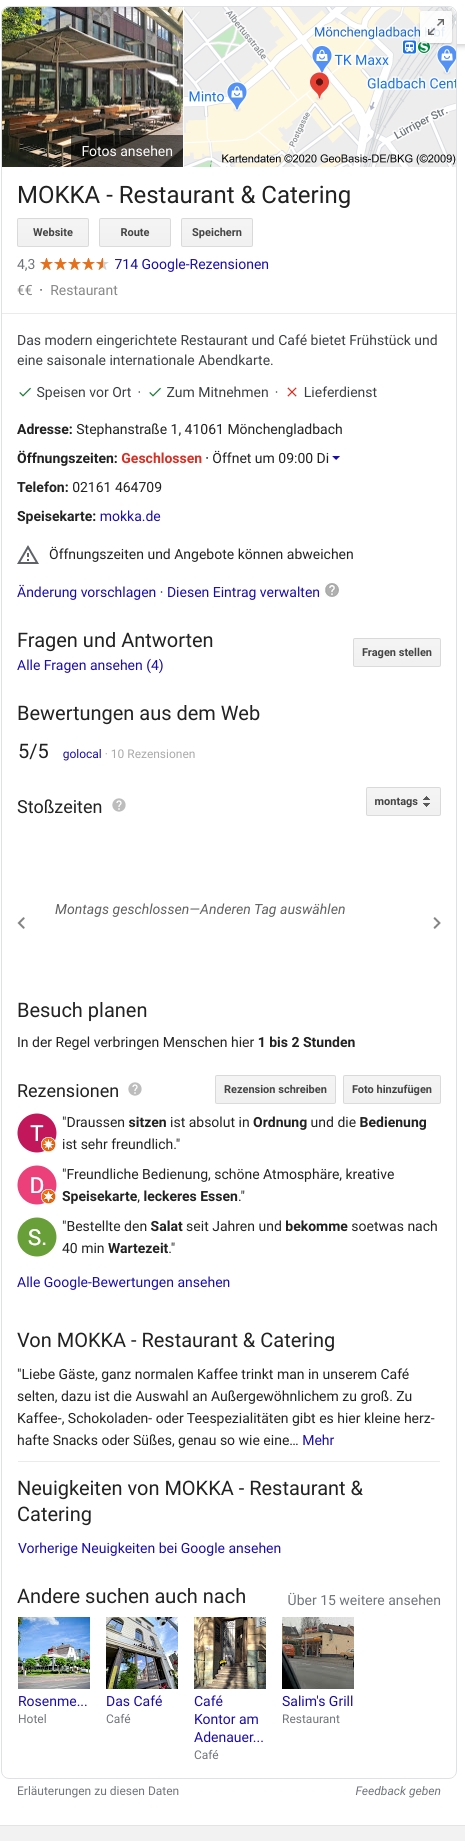 Albertusstraße
Mönchengladbach
TK Maxx
Minto
Gladbach Cent
Postgasse
Lürriper Str.
Fotos ansehen
Kartendaten ©2020 GeoBasis-DE/BKG (©2009)
MOKKA - Restaurant & Catering
Website Route Speichern
4,3 714 Google-Rezensionen
€€ · Restaurant
Das modern eingerichtete Restaurant und Café bietet Frühstück und
eine saisonale internationale Abendkarte.
✓ Speisen vor Ort · ✓ Zum Mitnehmen · ✕ Lieferdienst
Adresse: Stephanstraße 1, 41061 Mönchengladbach
Öffnungszeiten: Geschlossen · Öffnet um 09:00 Di
Telefon: 02161 464709
Speisekarte: mokka.de
Öffnungszeiten und Angebote können abweichen
Änderung vorschlagen · Diesen Eintrag verwalten ?
Fragen und Antworten
Alle Fragen ansehen (4)
Fragen stellen
Bewertungen aus dem Web
5/5 golocal · 10 Rezensionen
Stoßzeiten ? montags
Montags geschlossen—Anderen Tag auswählen
Besuch planen
In der Regel verbringen Menschen hier 1 bis 2 Stunden
Rezensionen ? Rezension schreiben Foto hinzufügen
T "Draussen sitzen ist absolut in Ordnung und die Bedienung
ist sehr freundlich."
D "Freundliche Bedienung, schöne Atmosphäre, kreative
Speisekarte, leckeres Essen."
S. "Bestellte den Salat seit Jahren und bekomme soetwas nach
40 min Wartezeit."
Alle Google-Bewertungen ansehen
Von MOKKA - Restaurant & Catering
"Liebe Gäste, ganz normalen Kaffee trinkt man in unserem Café
selten, dazu ist die Auswahl an Außergewöhnlichem zu groß. Zu
Kaffee-, Schokoladen- oder Teespezialitäten gibt es hier kleine herz-
hafte Snacks oder Süßes, genau so wie eine… Mehr
Neuigkeiten von MOKKA - Restaurant &
Catering
Vorherige Neuigkeiten bei Google ansehen
Andere suchen auch nach Über 15 weitere ansehen
Rosenme...
Hotel
Das Café
Café
Café
Kontor am
Adenauer...
Café
Salim's Grill
Restaurant
Erläuterungen zu diesen Daten Feedback geben